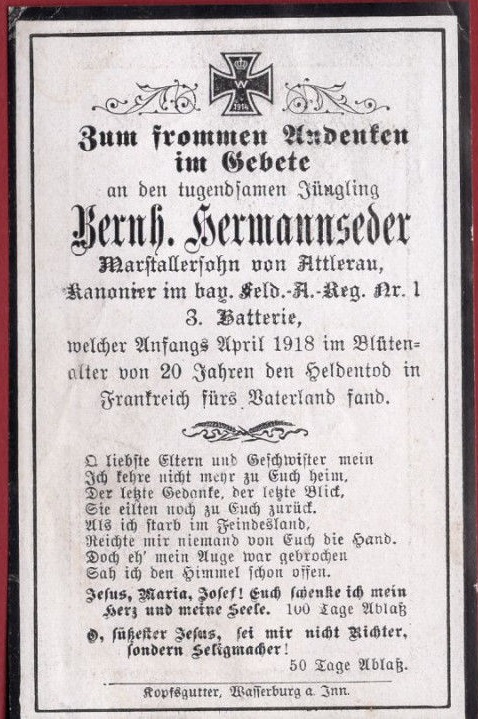 W
1914
Zum frommen Andenken
im Gebete
an den tugendsamen Jüngling
Bernh. Hermannseder
Marstallersohn von Attlerau,
Kanonier im bay. Feld.-A.-Reg. Nr. 1
3. Batterie,
welcher Anfangs April 1918 im Blüten-
alter von 20 Jahren den Heldentod in
Frankreich fürs Vaterland fand.
O liebste Eltern und Geschwister mein
Ich kehre nicht mehr zu Euch heim,
Der letzte Gedanke, der letzte Blick,
Sie eilten noch zu Euch zurück.
Als ich starb im Feindesland,
Reichte mir niemand von Euch die Hand.
Doch eh' mein Auge war gebrochen
Sah ich den Himmel schon offen.
Jesus, Maria, Josef! Euch schenke ich mein
Herz und meine Seele. 100 Tage Ablaß
O, süßester Jesus, sei mir nicht Richter,
sondern Seligmacher!
50 Tage Ablaß.
Kopfsgutter, Wasserburg a. Inn.